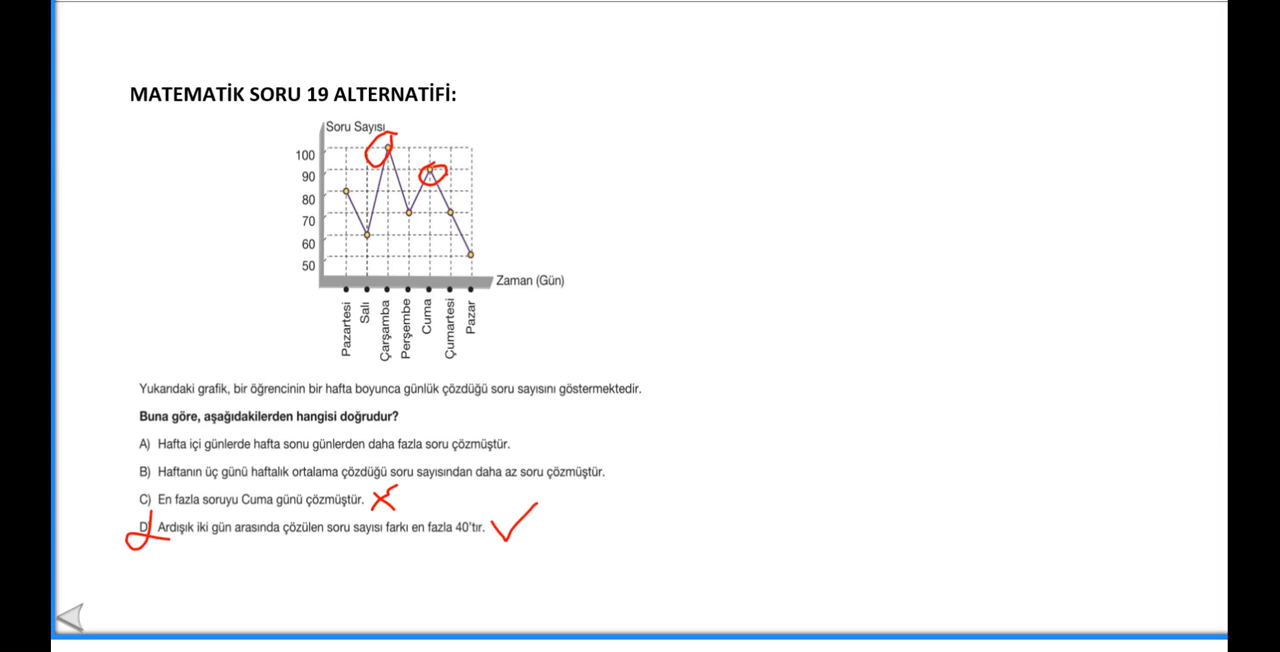 MATEMATİK SORU 19 ALTERNATİFİ:
Soru Sayısı
100
90
80
70
60
50
Zaman (Gün)
Pazartesi
Salı
Çarşamba
Perşembe
Cuma
Çumartesi
Pazar
Yukarıdaki grafik, bir öğrencinin bir hafta boyunca günlük çözdüğü soru sayısını göstermektedir.
Buna göre, aşağıdakilerden hangisi doğrudur?
A) Hafta içi günlerde hafta sonu günlerden daha fazla soru çözmüştür.
B) Haftanın üç günü haftalık ortalama çözdüğü soru sayısından daha az soru çözmüştür.
C) En fazla soruyu Cuma günü çözmüştür.
D) Ardışık iki gün arasında çözülen soru sayısı farkı en fazla 40'tır.